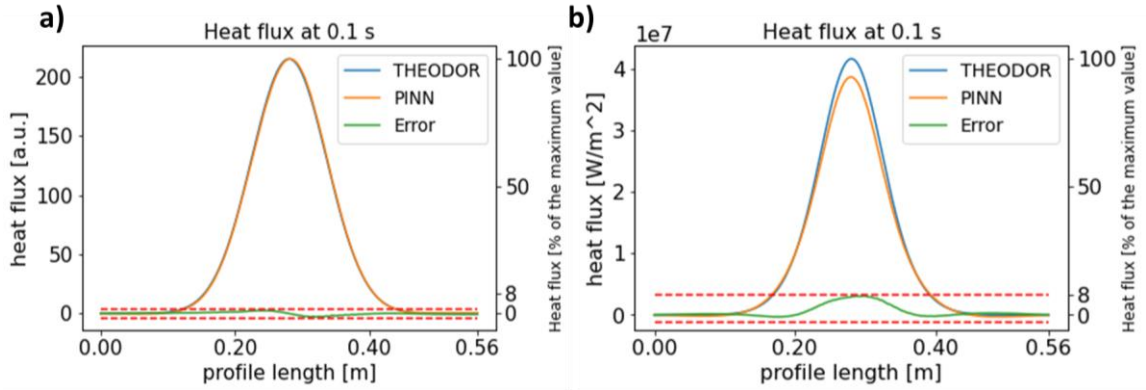 a)
Heat flux at 0.1 s
heat flux [a.u.]
200
150
100
50
0
THEODOR
PINN
Error
100
50
8
0
Heat flux [% of the maximum value]
0.00
0.20
0.40
0.56
profile length [m]
b)
1e7
Heat flux at 0.1 s
heat flux [W/m^2]
4
3
2
1
0
THEODOR
PINN
Error
100
50
8
0
Heat flux [% of the maximum value]
0.00
0.20
0.40
0.56
profile length [m]